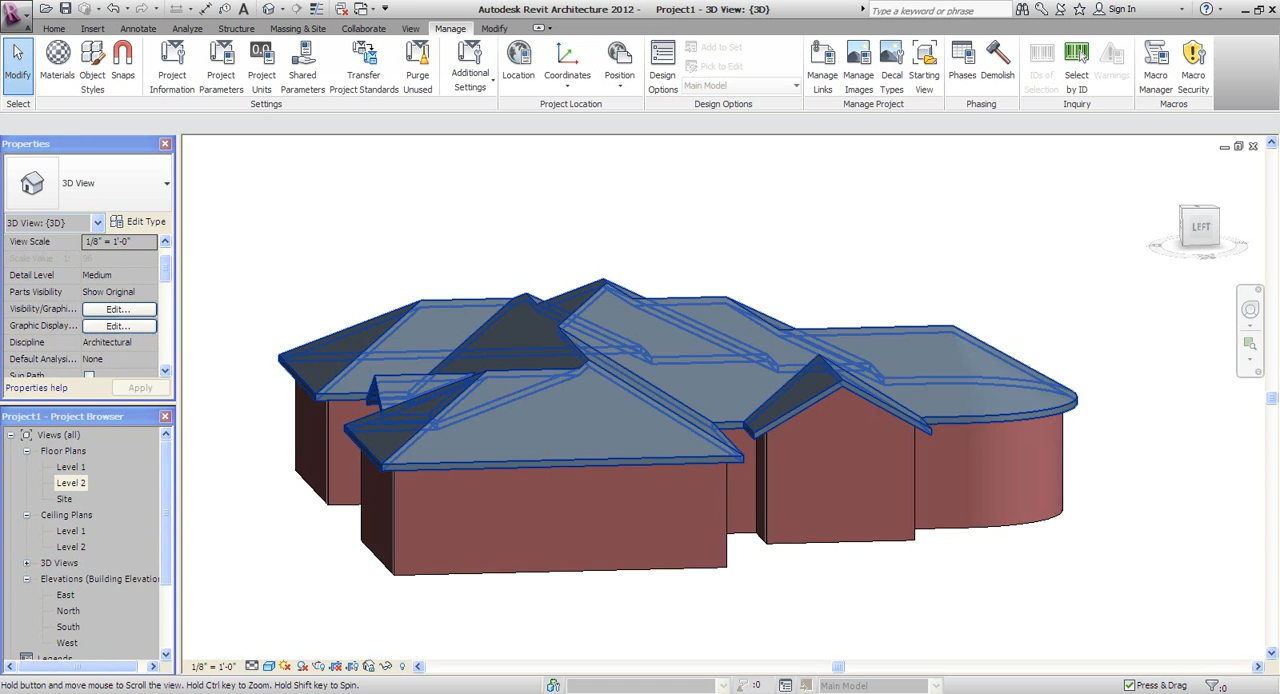 Autodesk Revit Architecture 2012 - Project1 - 3D View: {3D}
Type a keyword or phrase
Sign In
Home Insert Annotate Analyze Structure Massing & Site Collaborate View Manage Modify
Modify
Materials
Object Styles
Snaps
Project Information
Project Parameters
Project Units
Shared Parameters
Transfer Project Standards
Purge Unused
Additional Settings
Location
Coordinates
Position
Design Options
Add to Set
Pick to Edit
Main Model
Manage Links
Manage Images
Decal Types
Starting View
Phases
Demolish
IDs of Selection
Select by ID
Warnings
Macro Manager
Macro Security
Select
Settings
Project Location
Design Options
Manage Project
Phasing
Inquiry
Macros
Properties
3D View
3D View: {3D}
Edit Type
View Scale 1/8" = 1'-0"
Scale Value 1: 96
Detail Level Medium
Parts Visibility Show Original
Visibility/Graphi... Edit...
Graphic Display... Edit...
Discipline Architectural
Default Analysi... None
Sun Path
Properties help
Apply
Project1 - Project Browser
Views (all)
Floor Plans
Level 1
Level 2
Site
Ceiling Plans
Level 1
Level 2
3D Views
Elevations (Building Elevation
East
North
South
West
Legends
LEFT
1/8" = 1'-0"
Hold button and move mouse to Scroll the view. Hold Ctrl key to Zoom. Hold Shift key to Spin.
:0
Main Model
Press & Drag
:0